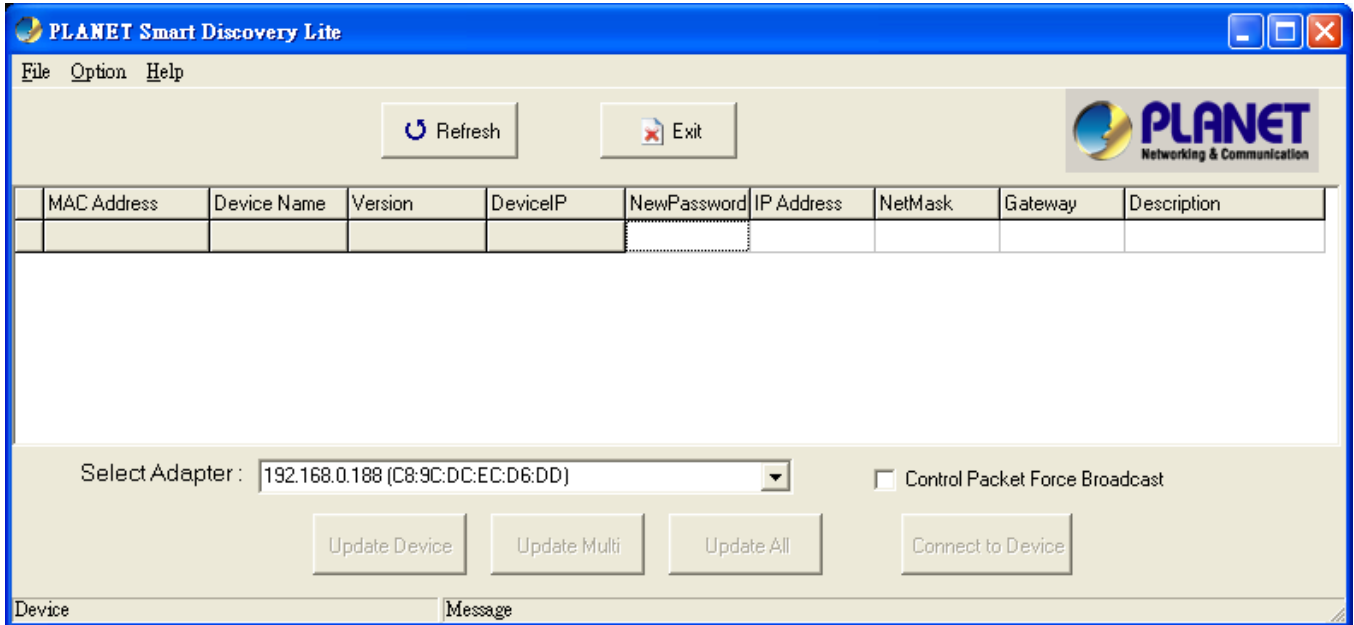 PLANET Smart Discovery Lite
File Option Help
Refresh Exit
PLANET
Networking & Communication
MAC Address Device Name Version DeviceIP NewPassword IP Address NetMask Gateway Description
Select Adapter : 192.168.0.188 (C8:9C:DC:EC:D6:DD) Control Packet Force Broadcast
Update Device Update Multi Update All Connect to Device
Device Message